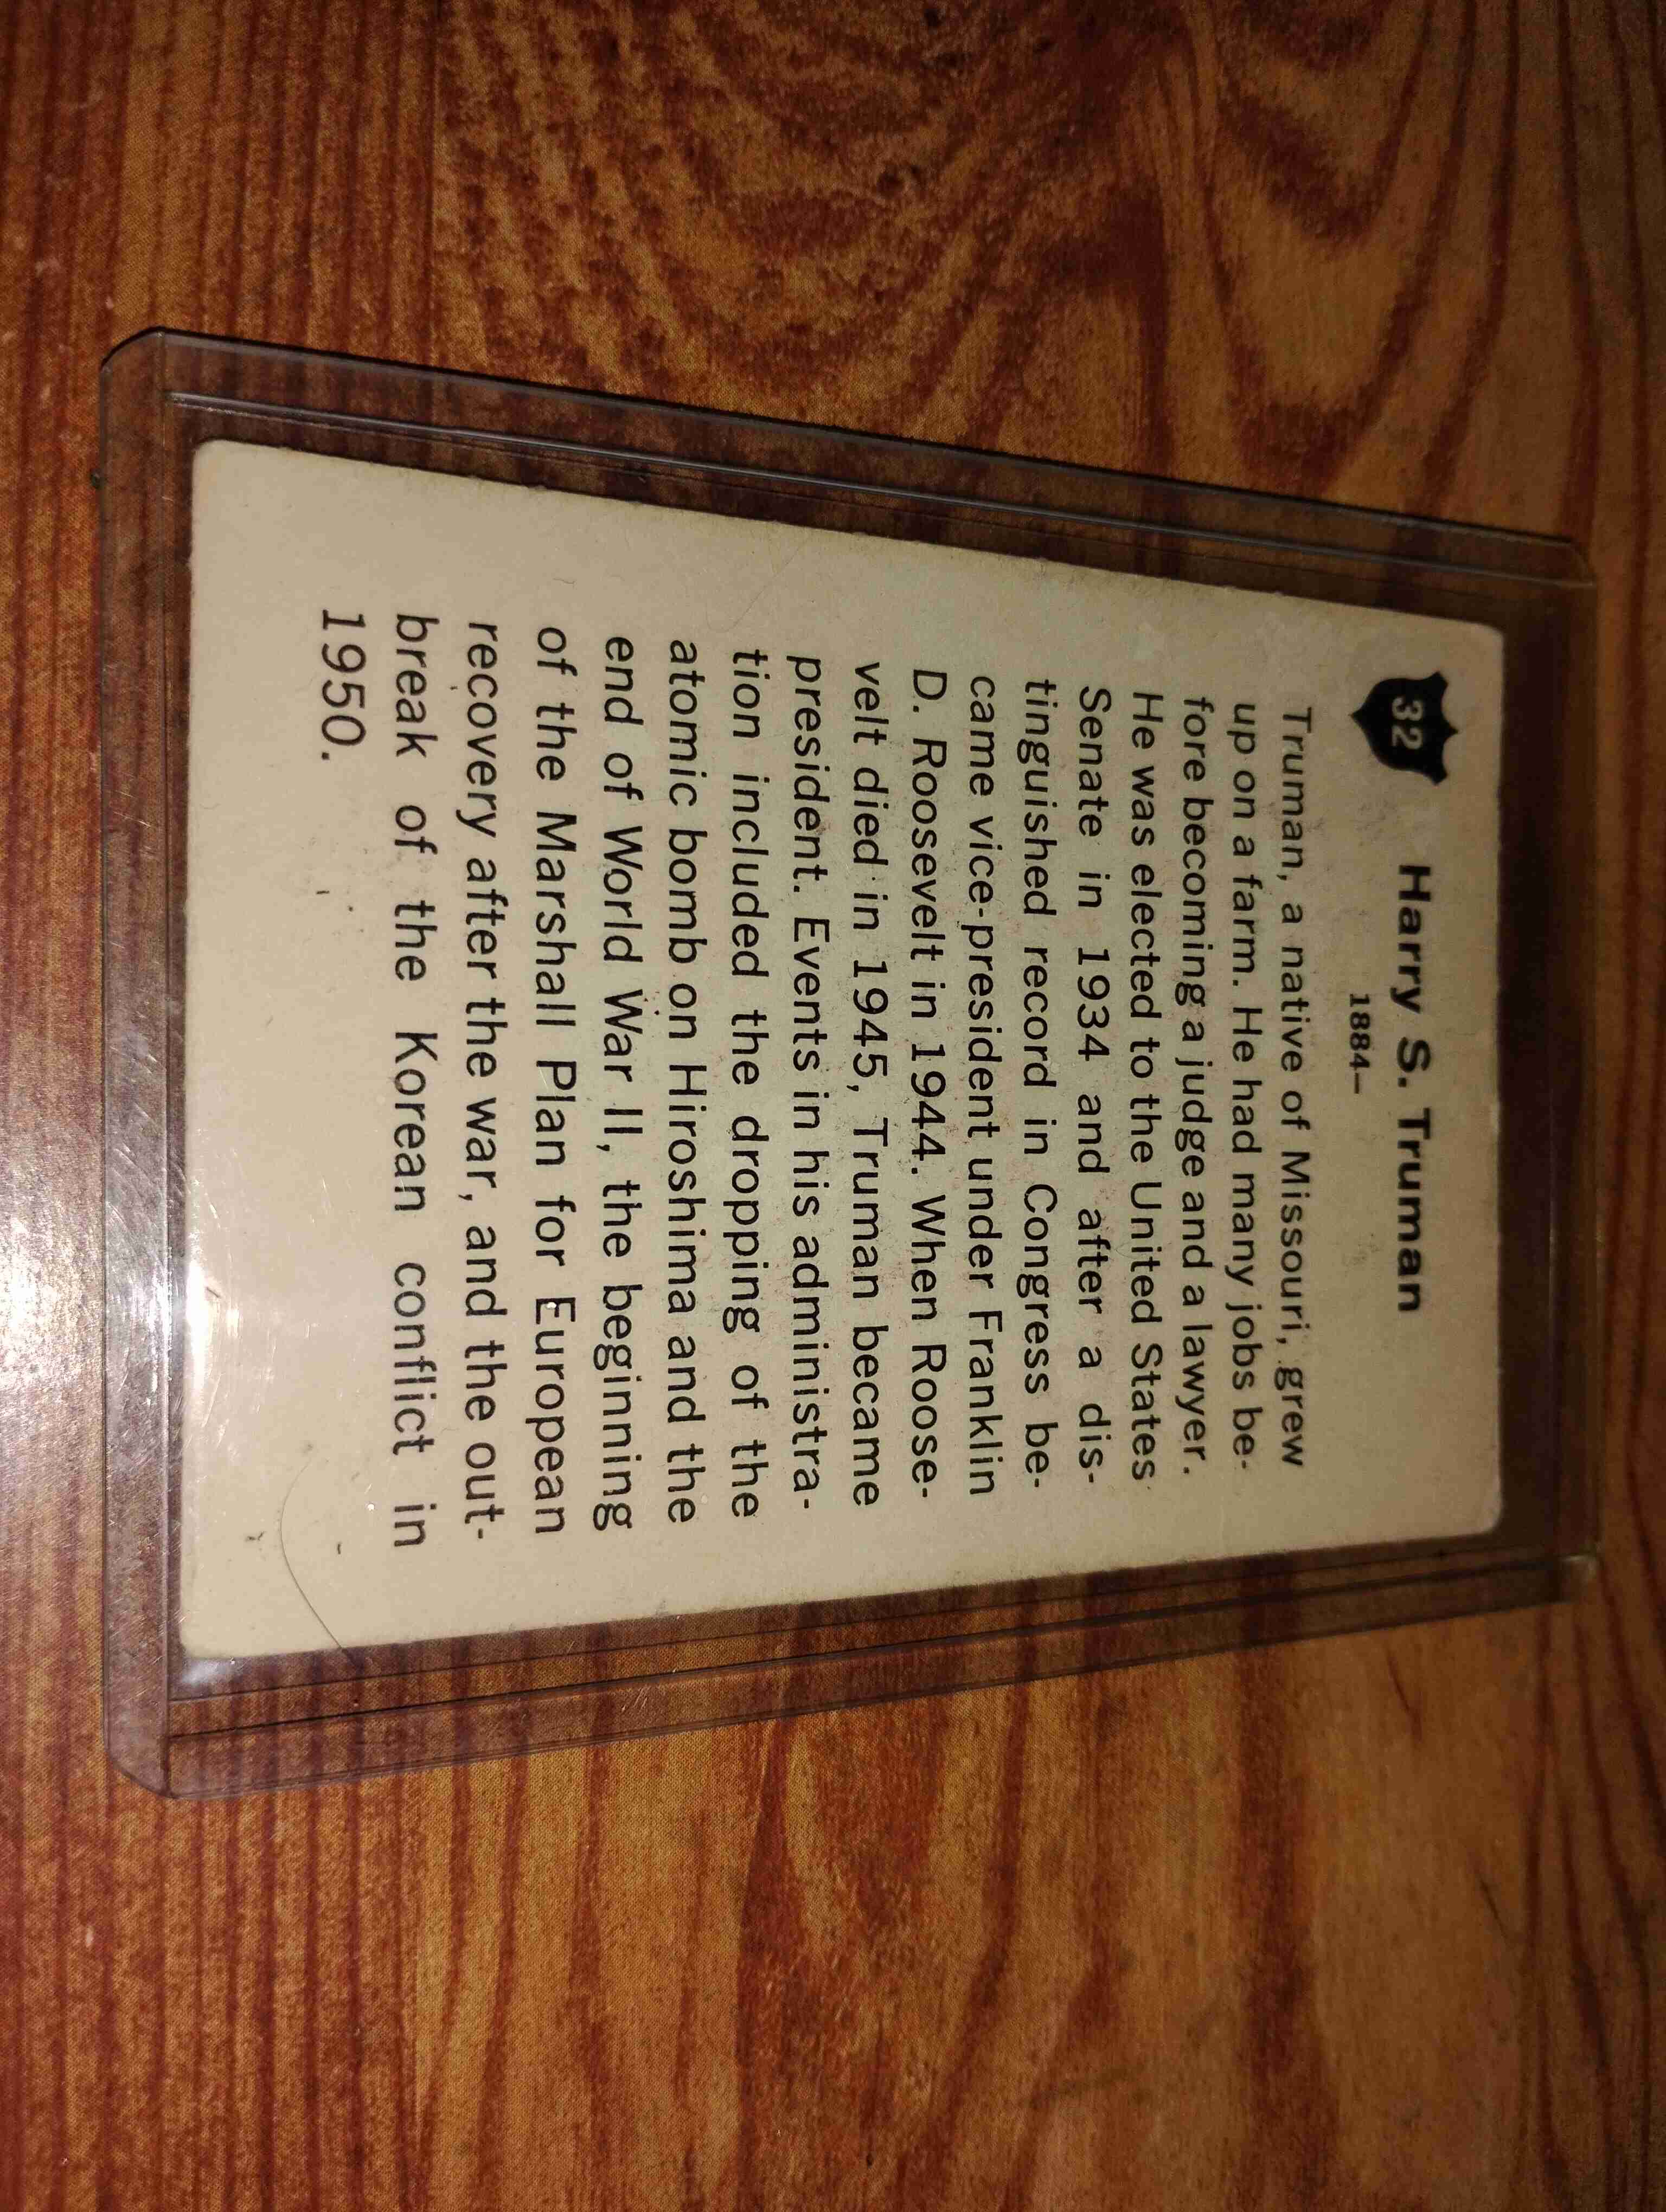 32
Harry S. Truman
1884–
Truman, a native of Missouri, grew
up on a farm. He had many jobs be-
fore becoming a judge and a lawyer.
He was elected to the United States
Senate in 1934 and after a dis-
tinguished record in Congress be-
came vice-president under Franklin
D. Roosevelt in 1944. When Roose-
velt died in 1945, Truman became
president. Events in his administra-
tion included the dropping of the
atomic bomb on Hiroshima and the
end of World War II, the beginning
of the Marshall Plan for European
recovery after the war, and the out-
break of the Korean conflict in
1950.